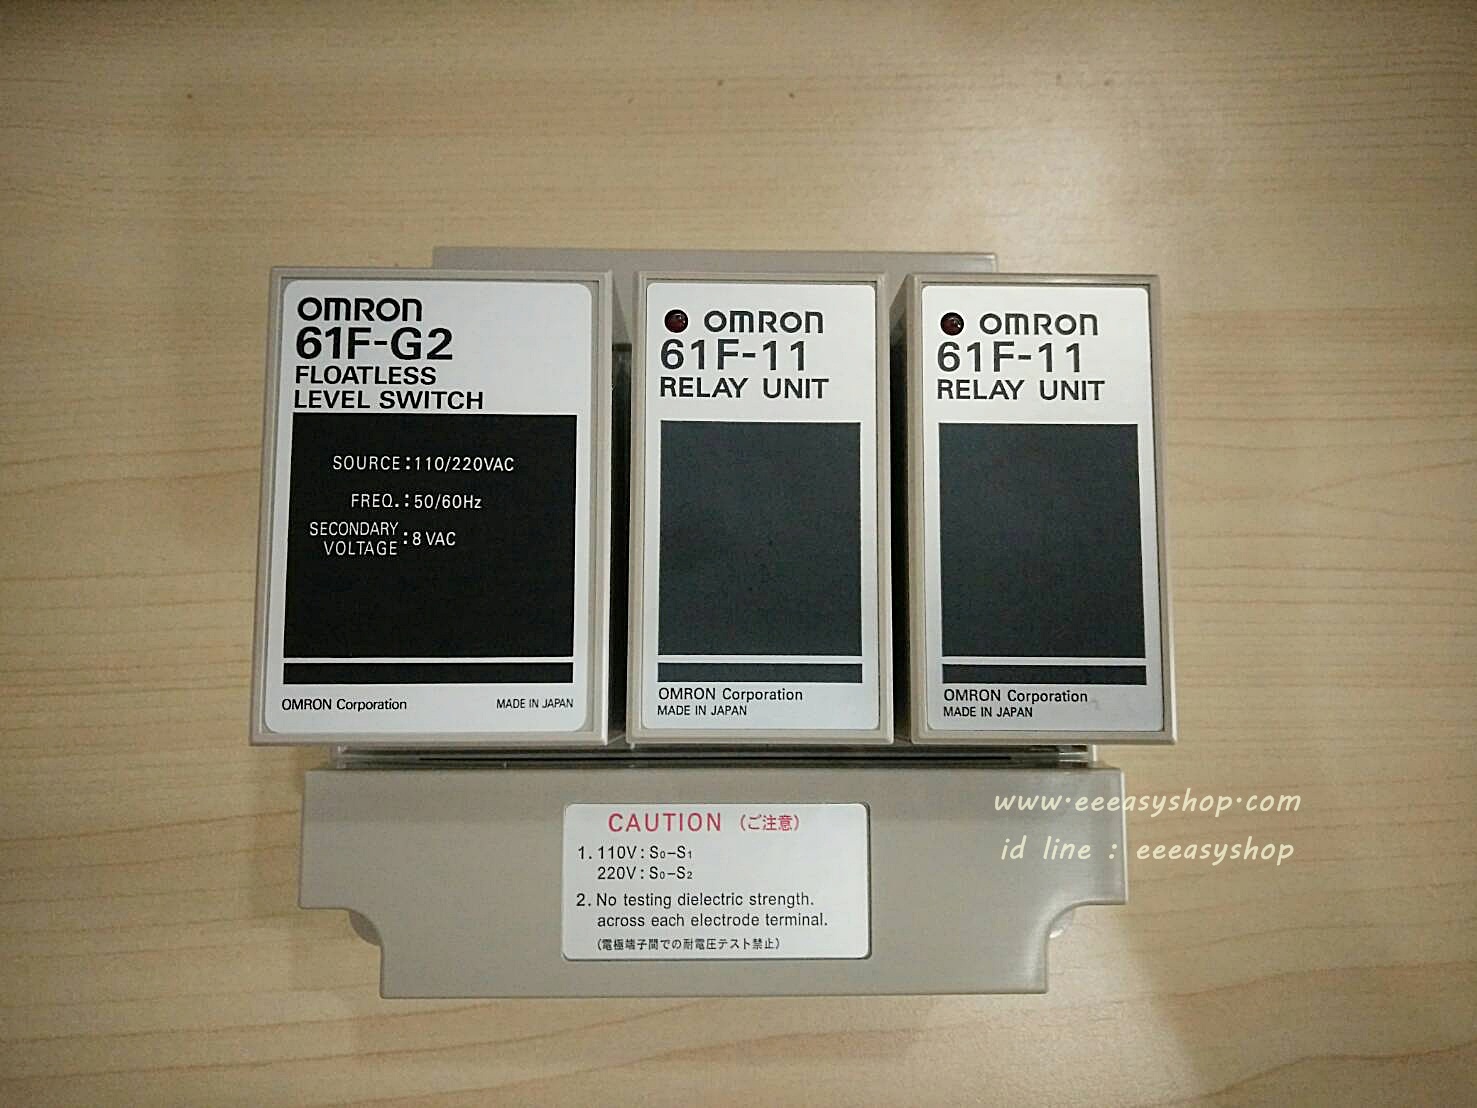 OMRON
61F-G2
FLOATLESS
LEVEL SWITCH
SOURCE : 110/220VAC
FREQ. : 50/60Hz
SECONDARY
VOLTAGE : 8 VAC
OMRON Corporation MADE IN JAPAN
OMRON
61F-11
RELAY UNIT
OMRON Corporation
MADE IN JAPAN
OMRON
61F-11
RELAY UNIT
OMRON Corporation
MADE IN JAPAN
CAUTION (ご注意)
1. 110V : S₀–S₁
220V : S₀–S₂
2. No testing dielectric strength.
across each electrode terminal.
(電極端子間での耐電圧テスト禁止)
www.eeeasyshop.com
id line : eeeasyshop